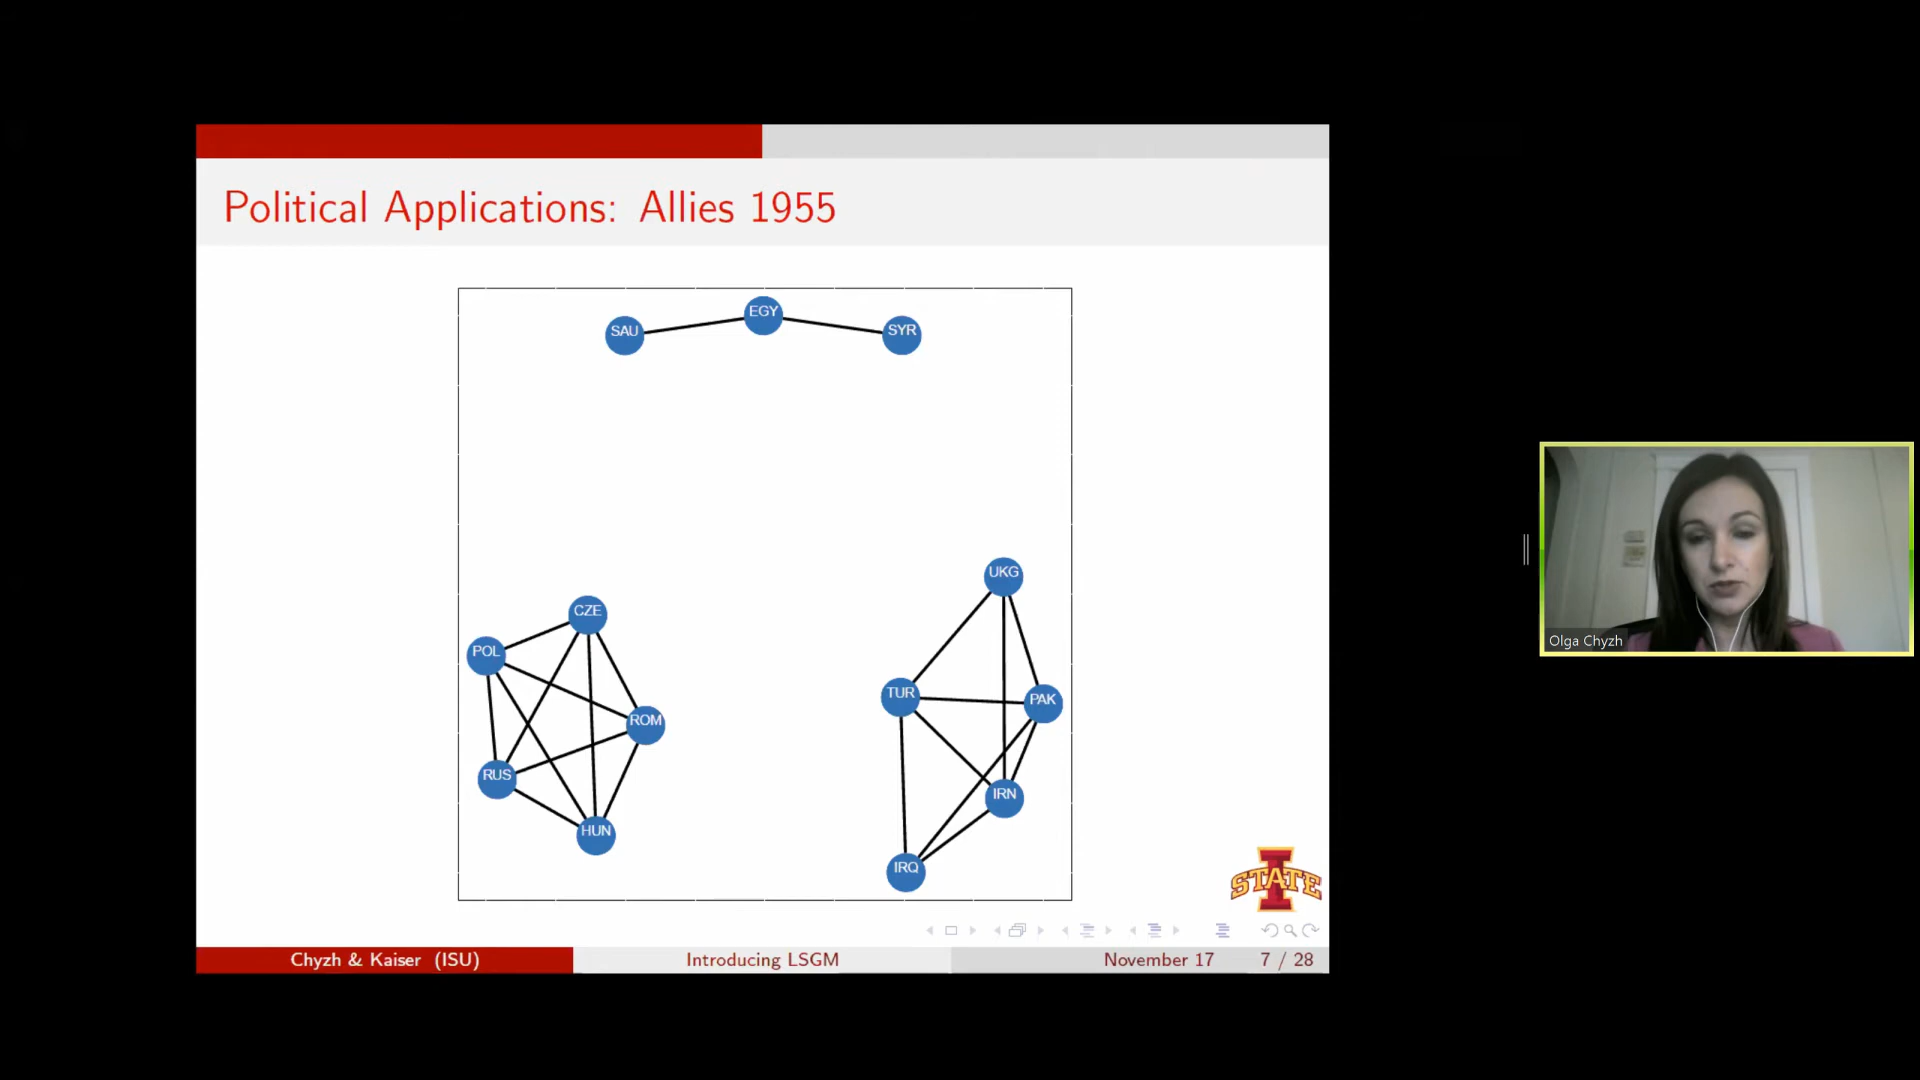 Political Applications: Allies 1955
EGY
SAU
SYR
UKG
CZE
POL
TUR
PAK
ROM
RUS
IRN
HUN
IRQ
STATE
Olga Chyzh
Chyzh & Kaiser (ISU)
Introducing LSGM
November 17
7 / 28